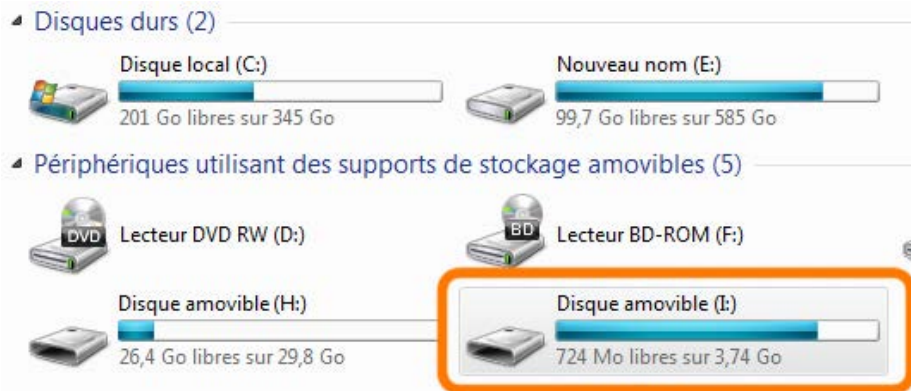 Disques durs (2)
Disque local (C:)
Nouveau nom (E:)
201 Go libres sur 345 Go
99,7 Go libres sur 585 Go
Périphériques utilisant des supports de stockage amovibles (5)
DVD
Lecteur DVD RW (D:)
BD
Lecteur BD-ROM (F:)
Disque amovible (H:)
Disque amovible (I:)
26,4 Go libres sur 29,8 Go
724 Mo libres sur 3,74 Go